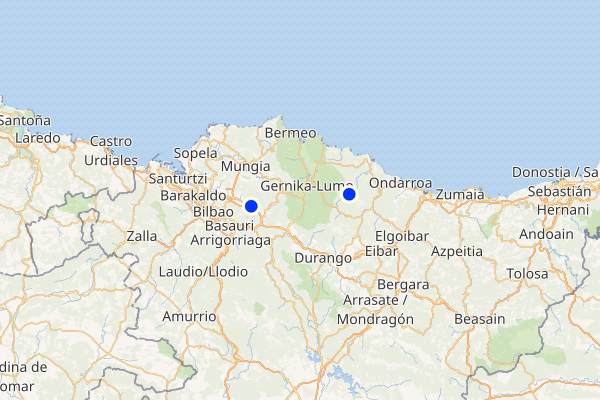 Santoña
Laredo
Castro
Urdiales
Bermeo
Sopela
Mungia
Santurtzi
Barakaldo
Bilbao
Basauri
Arrigorriaga
Gernika-Lumo
Ondarroa
Zumaia
Donostia / Sa
Sebastián
Hernani
Andoain
Zalla
Elgoibar
Eibar
Azpeitia
Durango
Laudio/Llodio
Tolosa
Bergara
Arrasate /
Mondragón
Amurrio
Beasain
dina de
omar